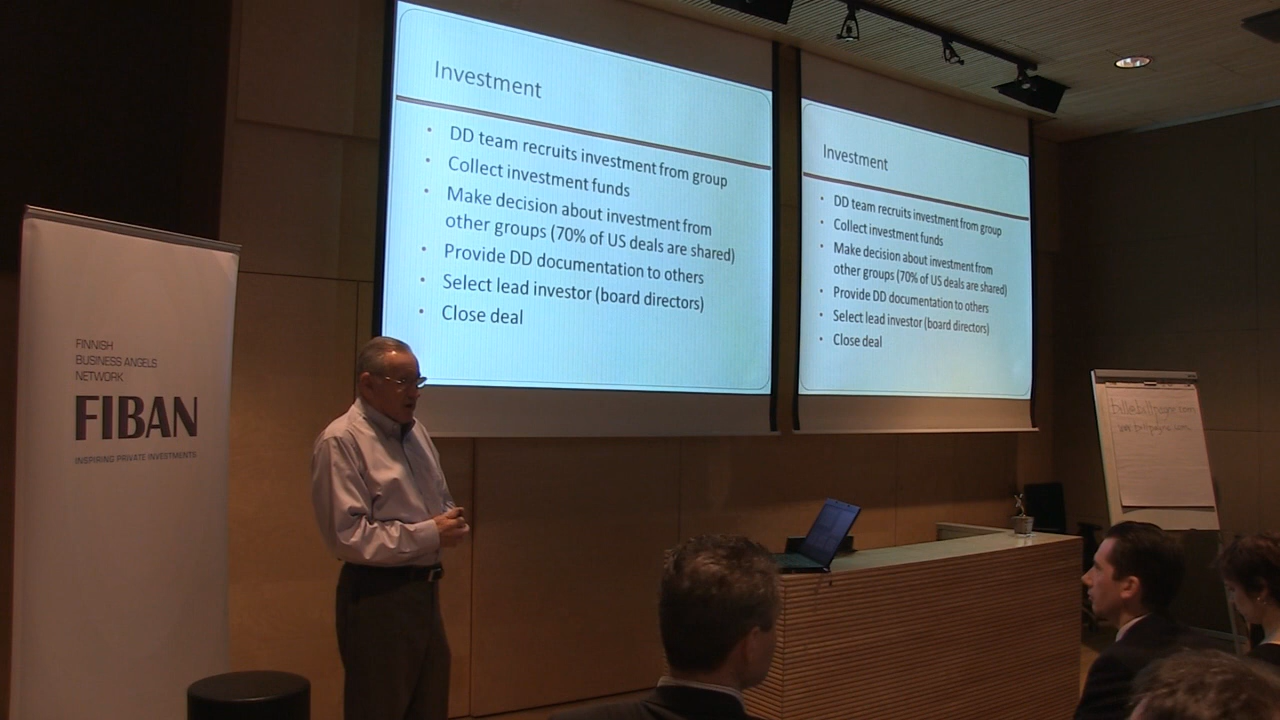 FINNISH
BUSINESS ANGELS
NETWORK
FIBAN
INSPIRING PRIVATE INVESTMENTS
Investment
• DD team recruits investment from group
• Collect investment funds
• Make decision about investment from
other groups (70% of US deals are shared)
• Provide DD documentation to others
• Select lead investor (board directors)
• Close deal
Investment
• DD team recruits investment from group
• Collect investment funds
• Make decision about investment from
other groups (70% of US deals are shared)
• Provide DD documentation to others
• Select lead investor (board directors)
• Close deal